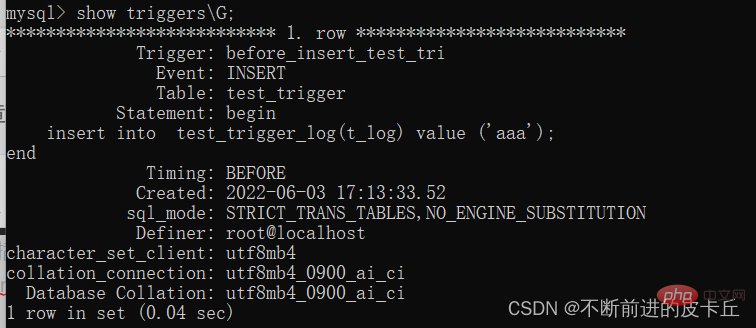 mysql> show triggers\G;
*************************** 1. row ***************************
Trigger: before_insert_test_tri
Event: INSERT
Table: test_trigger
Statement: begin
insert into  test_trigger_log(t_log) value ('aaa');
end
Timing: BEFORE
Created: 2022-06-03 17:13:33.52
sql_mode: STRICT_TRANS_TABLES,NO_ENGINE_SUBSTITUTION
Definer: root@localhost
character_set_client: utf8mb4
collation_connection: utf8mb4_0900_ai_ci
Database Collation: utf8mb4_0900_ai_ci
php 中文网
1 row in set (0.04 sec)
CSDN @不断前进的皮卡丘